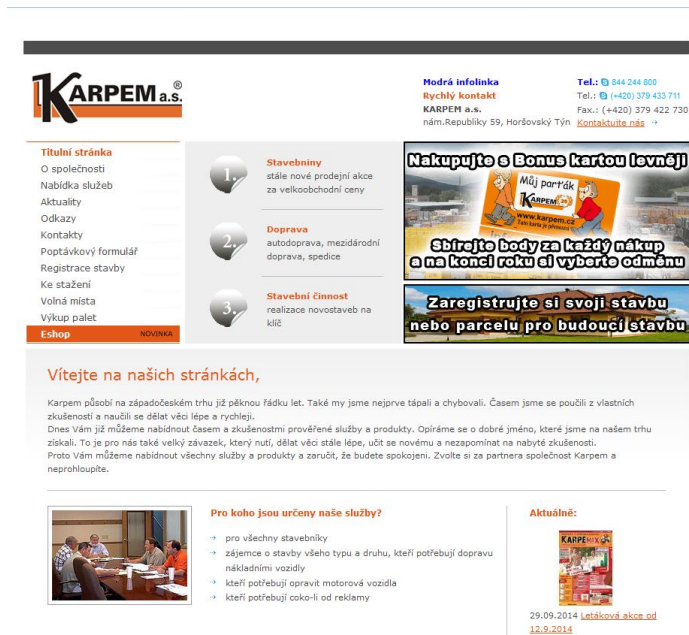 KARPEM a.s.®
Modrá infolinka
Tel.: 844 244 800
Rychlý kontakt
Tel.: (+420) 379 433 711
KARPEM a.s.
Fax.: (+420) 379 422 730
nám.Republiky 59, Horšovský Týn
Kontaktujte nás
Titulní stránka
O společnosti
Nabídka služeb
Aktuality
Odkazy
Kontakty
Poptávkový formulář
Registrace stavby
Ke stažení
Volná místa
Výkup palet
Eshop NOVINKA
1.
Stavebniny
stále nové prodejní akce
za velkoobchodní ceny
2.
Doprava
autodoprava, mezidárodní
doprava, spedice
3.
Stavební činnost
realizace novostaveb na
klíč
Nakupujte s Bonus kartou levněji
Můj parťák
KARPEM
www.karpem.cz
Sbírejte body za každý nákup
a na konci roku si vyberte odměnu
Zaregistrujte si svoji stavbu
nebo parcelu pro budoucí stavbu
Vítejte na našich stránkách,
Karpem působí na západočeském trhu již pěknou řádku let. Také my jsme nejprve tápali a chybovali. Časem jsme se poučili z vlastních
zkušeností a naučili se dělat věci lépe a rychleji.
Dnes Vám již můžeme nabídnout časem a zkušenostmi prověřené služby a produkty. Opíráme se o dobré jméno, které jsme na našem trhu
získali. To je pro nás také velký závazek, který nutí, dělat věci stále lépe, učit se novému a nezapomínat na nabyté zkušenosti.
Proto Vám můžeme nabídnout všechny služby a produkty a zaručit, že budete spokojeni. Zvolte si za partnera společnost Karpem a
neprohloupíte.
Pro koho jsou určeny naše služby?
pro všechny stavebníky
zájemce o stavby všeho typu a druhu, kteří potřebují dopravu
nákladními vozidly
kteří potřebují opravit motorová vozidla
kteří potřebují coko-li od reklamy
Aktuálně:
KARPEMIX
29.09.2014 Letáková akce od
12.9.2014